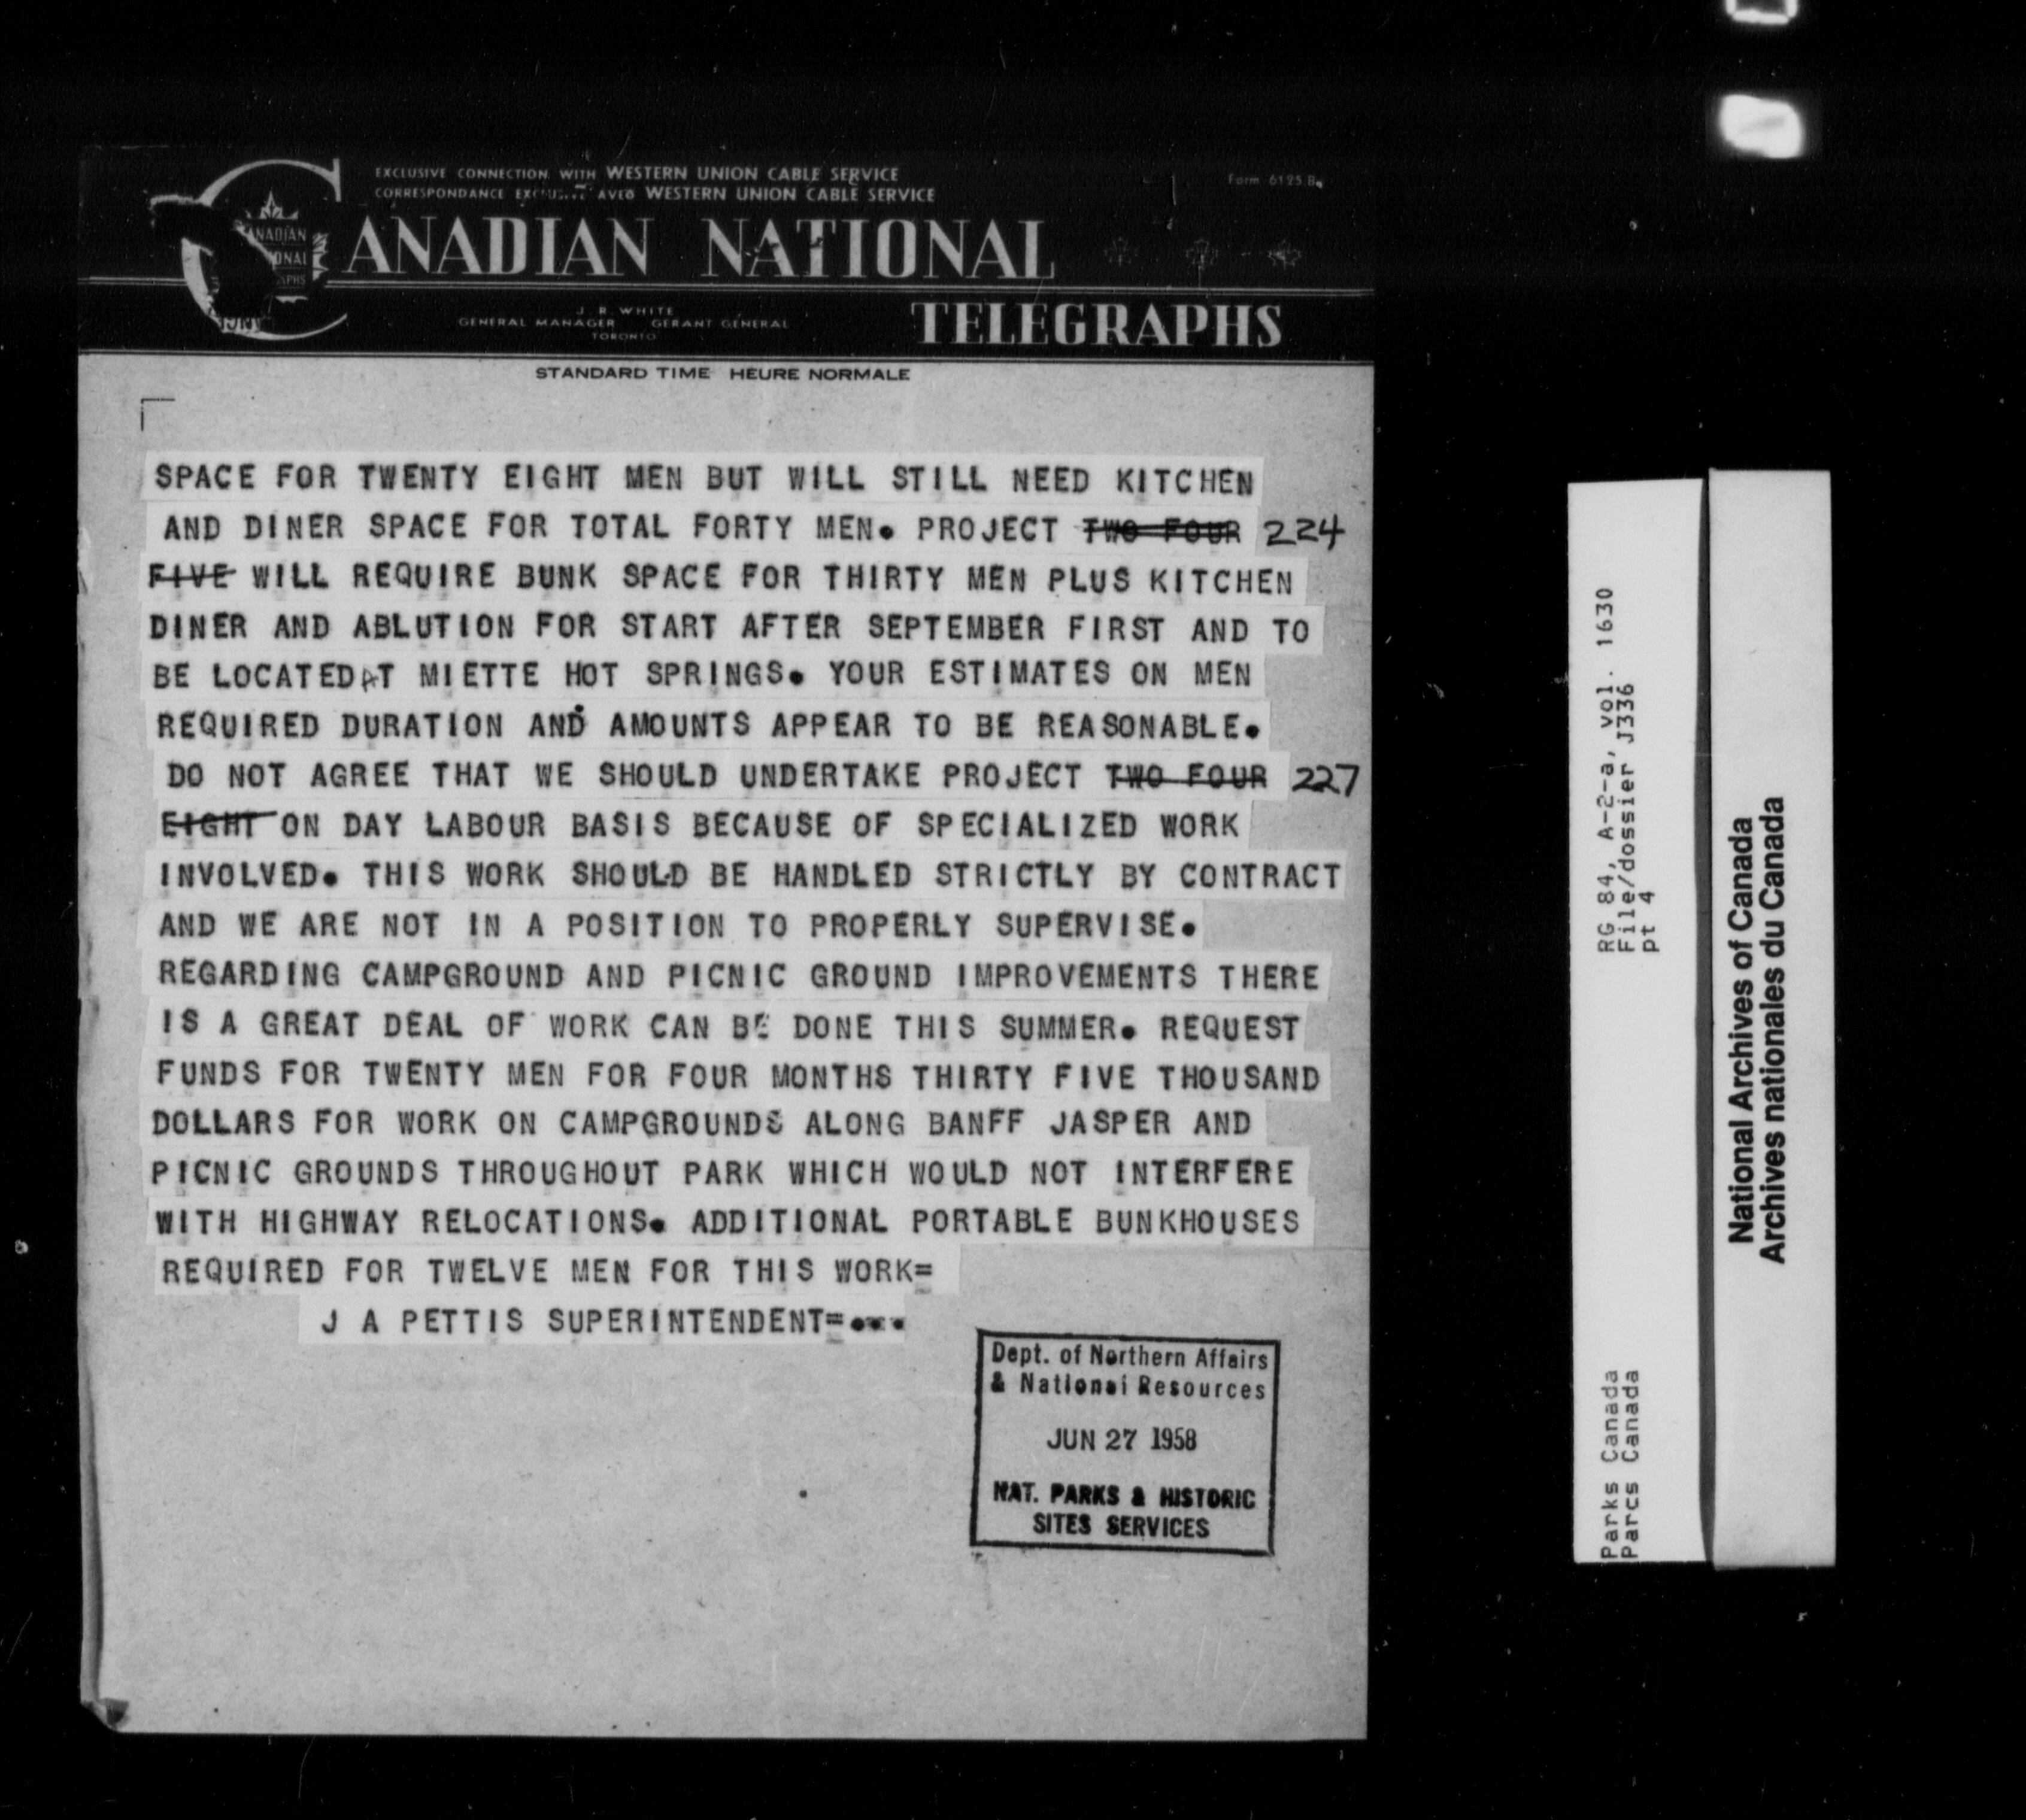 EXCLUSIVE CONNECTION WITH WESTERN UNION CABLE SERVICE
CORRESPONDANCE EXCLUSIVE AVEC WESTERN UNION CABLE SERVICE
Form 6125.B
CANADIAN NATIONAL
TELEGRAPHS
J. R. WHITE
GENERAL MANAGER GERANT GENERAL
TORONTO
STANDARD TIME HEURE NORMALE
SPACE FOR TWENTY EIGHT MEN BUT WILL STILL NEED KITCHEN
AND DINER SPACE FOR TOTAL FORTY MEN. PROJECT TWO FOUR 224
FIVE WILL REQUIRE BUNK SPACE FOR THIRTY MEN PLUS KITCHEN
DINER AND ABLUTION FOR START AFTER SEPTEMBER FIRST AND TO
BE LOCATED AT MIETTE HOT SPRINGS. YOUR ESTIMATES ON MEN
REQUIRED DURATION AND AMOUNTS APPEAR TO BE REASONABLE.
DO NOT AGREE THAT WE SHOULD UNDERTAKE PROJECT TWO FOUR 227
EIGHT ON DAY LABOUR BASIS BECAUSE OF SPECIALIZED WORK
INVOLVED. THIS WORK SHOULD BE HANDLED STRICTLY BY CONTRACT
AND WE ARE NOT IN A POSITION TO PROPERLY SUPERVISE.
REGARDING CAMPGROUND AND PICNIC GROUND IMPROVEMENTS THERE
IS A GREAT DEAL OF WORK CAN BE DONE THIS SUMMER. REQUEST
FUNDS FOR TWENTY MEN FOR FOUR MONTHS THIRTY FIVE THOUSAND
DOLLARS FOR WORK ON CAMPGROUNDS ALONG BANFF JASPER AND
PICNIC GROUNDS THROUGHOUT PARK WHICH WOULD NOT INTERFERE
WITH HIGHWAY RELOCATIONS. ADDITIONAL PORTABLE BUNKHOUSES
REQUIRED FOR TWELVE MEN FOR THIS WORK=
J A PETTIS SUPERINTENDENT=...
Dept. of Northern Affairs
& National Resources
JUN 27 1958
NAT. PARKS & HISTORIC
SITES SERVICES
RG 84, A-2-a, vol. 1630
File/dossier J336
pt 4
Parks Canada
Parcs Canada
National Archives of Canada
Archives nationales du Canada